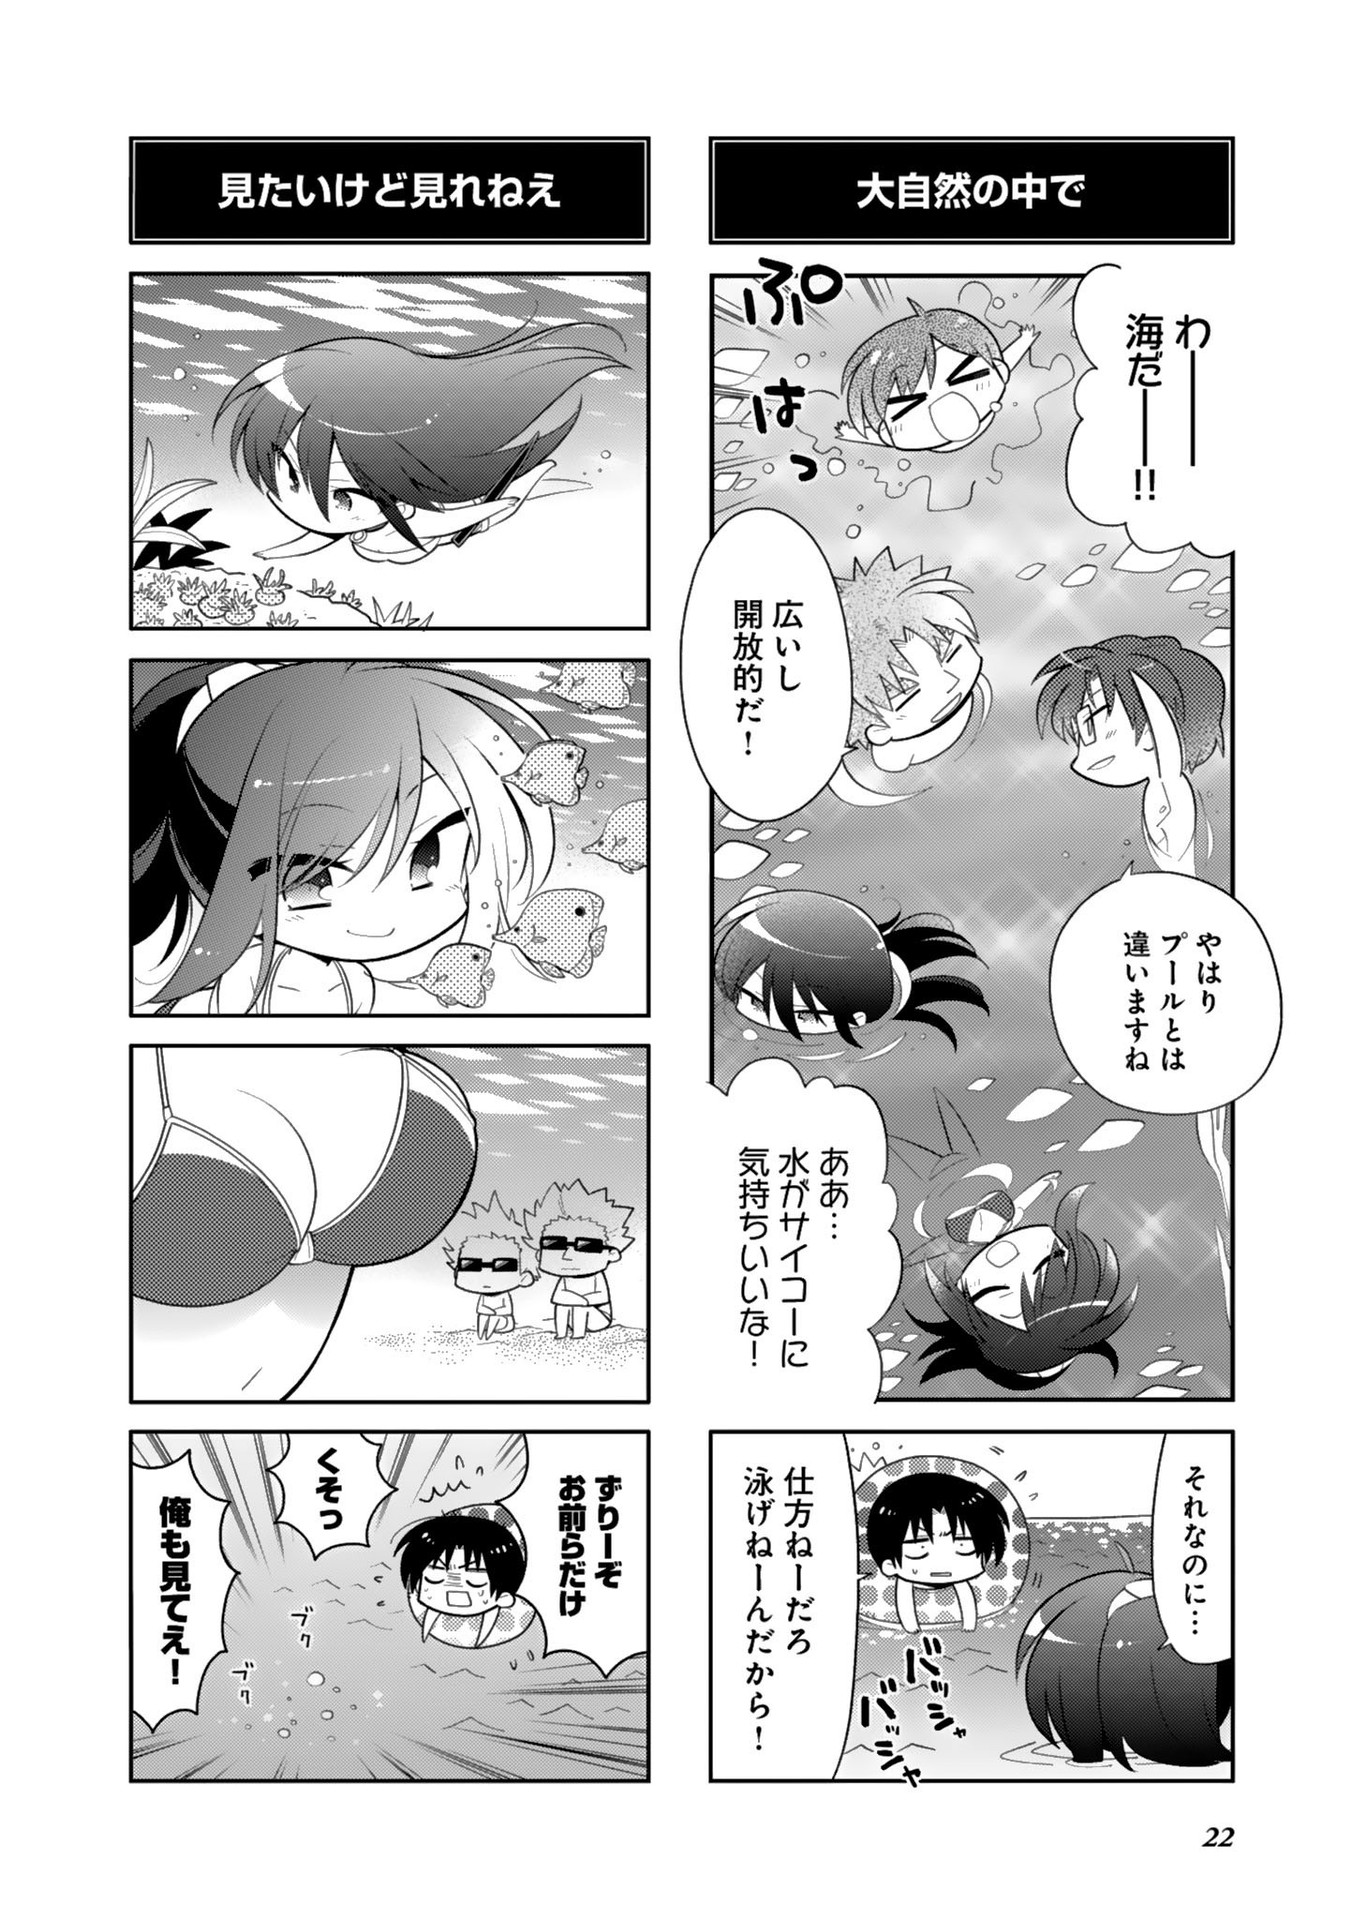 大自然の中で
わーー
海だーー!!
ぷはっ
広いし
開放的だ！
やはり
プールとは
違いますね
ああ…
水がサイコーに
気持ちいいな！
それなのに…
仕方ねーだろ
泳げねーんだから！
バッシャ
バッシャ
見たいけど見れねえ
ずりーぞ
お前らだけ
くそっ
俺も見てえ！
ブク
ブク
22